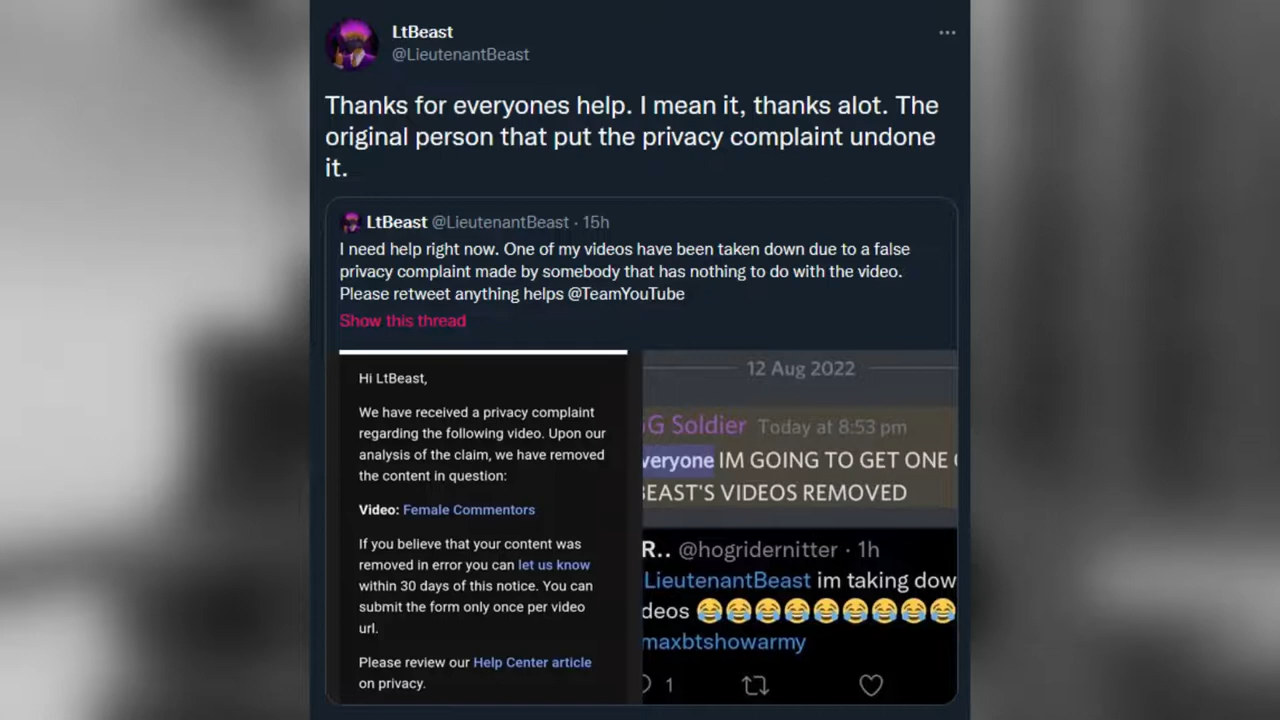 LtBeast
@LieutenantBeast
Thanks for everyones help. I mean it, thanks alot. The
original person that put the privacy complaint undone
it.
LtBeast @LieutenantBeast · 15h
I need help right now. One of my videos have been taken down due to a false
privacy complaint made by somebody that has nothing to do with the video.
Please retweet anything helps @TeamYouTube
Show this thread
Hi LtBeast,
We have received a privacy complaint
regarding the following video. Upon our
analysis of the claim, we have removed
the content in question:
Video: Female Commentors
If you believe that your content was
removed in error you can let us know
within 30 days of this notice. You can
submit the form only once per video
url.
Please review our Help Center article
on privacy.
12 Aug 2022
G Soldier Today at 8:53 pm
veryone IM GOING TO GET ONE
BEAST'S VIDEOS REMOVED
R.. @hogridernitter · 1h
LieutenantBeast im taking dow
deos 😂😂😂😂😂😂😂😂😂
maxbtshowarmy
1